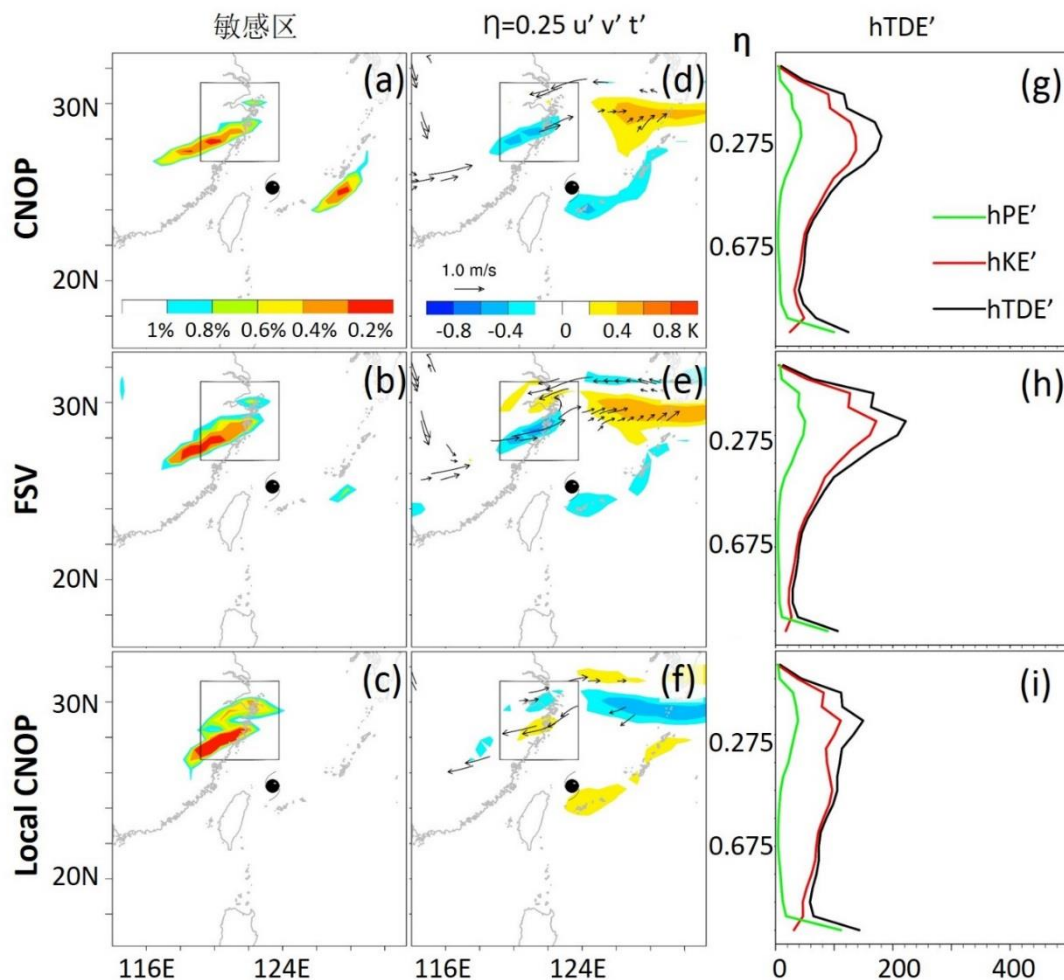 敏感区
η=0.25 u’ v’ t’
η
hTDE’
CNOP
30N
20N
(a)
1% 0.8% 0.6% 0.4% 0.2%
(d)
1.0 m/s
-0.8 -0.4 0 0.4 0.8 K
(g)
0.275
0.675
hPE’
hKE’
hTDE’
FSV
30N
20N
(b)
(e)
(h)
0.275
0.675
Local CNOP
30N
20N
(c)
(f)
(i)
0.275
0.675
116E 124E
116E 124E
0 200 400